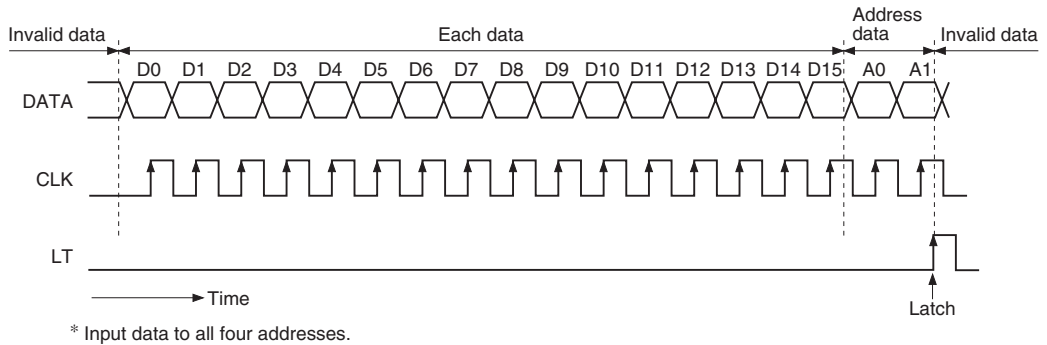 Invalid data
Each data
Address
data
Invalid data
D0 D1 D2 D3 D4 D5 D6 D7 D8 D9 D10 D11 D12 D13 D14 D15 A0 A1
DATA
CLK
LT
Time
Latch
* Input data to all four addresses.